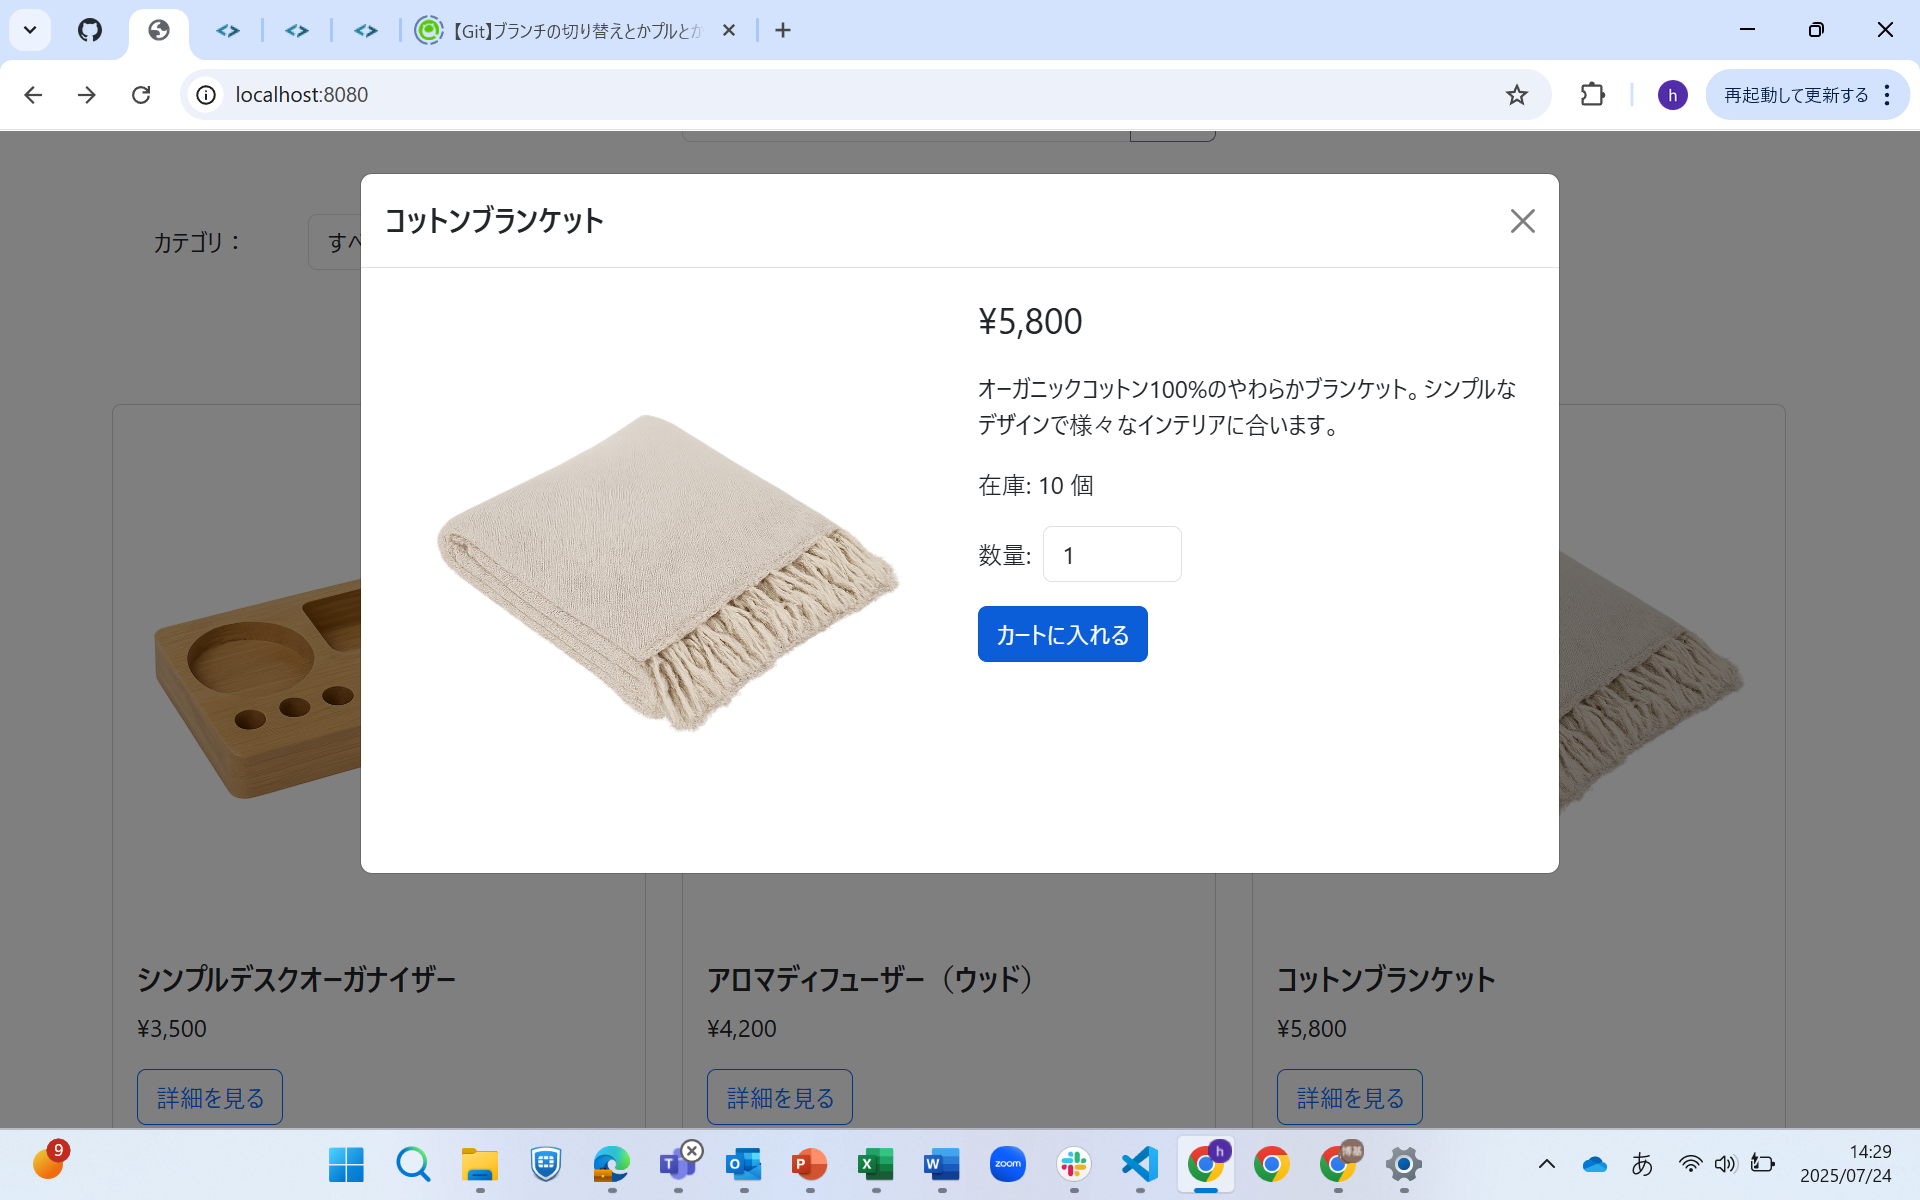 【Git】ブランチの切り替えとかプルとか
localhost:8080
h
再起動して更新する
カテゴリ：
すべ
コットンブランケット
¥5,800
オーガニックコットン100%のやわらかブランケット。シンプルな
デザインで様々なインテリアに合います。
在庫: 10 個
数量: 1
カートに入れる
シンプルデスクオーガナイザー
¥3,500
詳細を見る
アロマディフューザー（ウッド）
¥4,200
詳細を見る
コットンブランケット
¥5,800
詳細を見る
9
zoom
h
博基
あ
14:29
2025/07/24